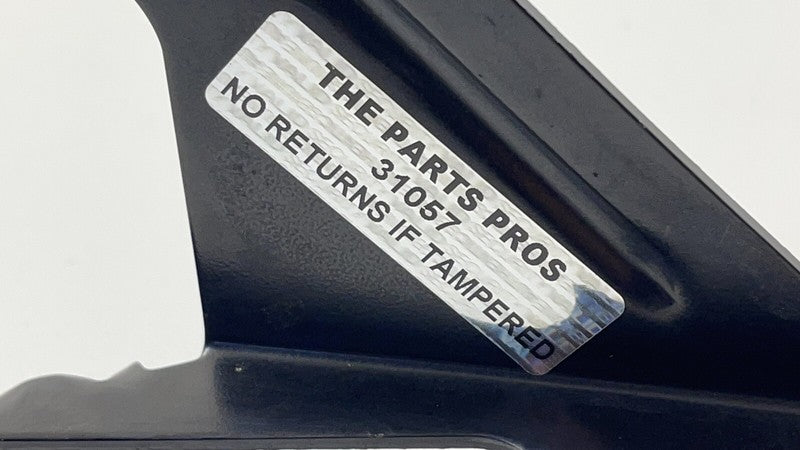 THE PARTS PROS
31057
NO RETURNS IF TAMPERED